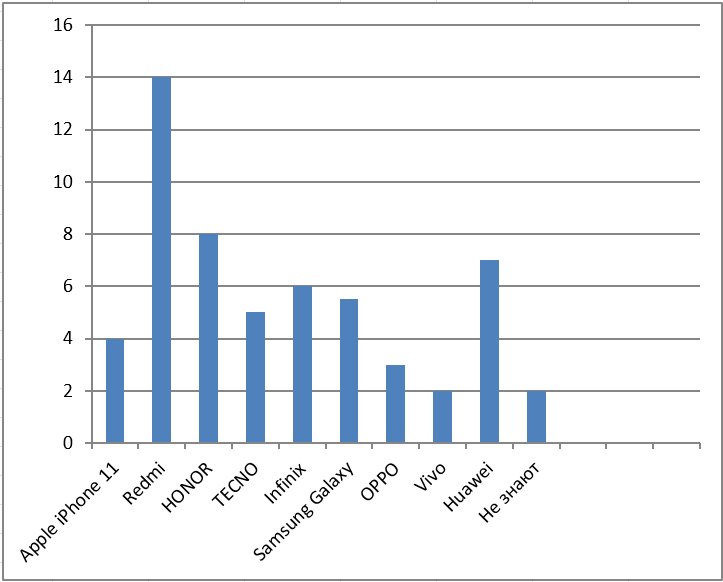 16
14
12
10
8
6
4
2
0
Apple iPhone 11
Redmi
HONOR
TECNO
Infinix
Samsung Galaxy
OPPO
Vivo
Huawei
Не знают